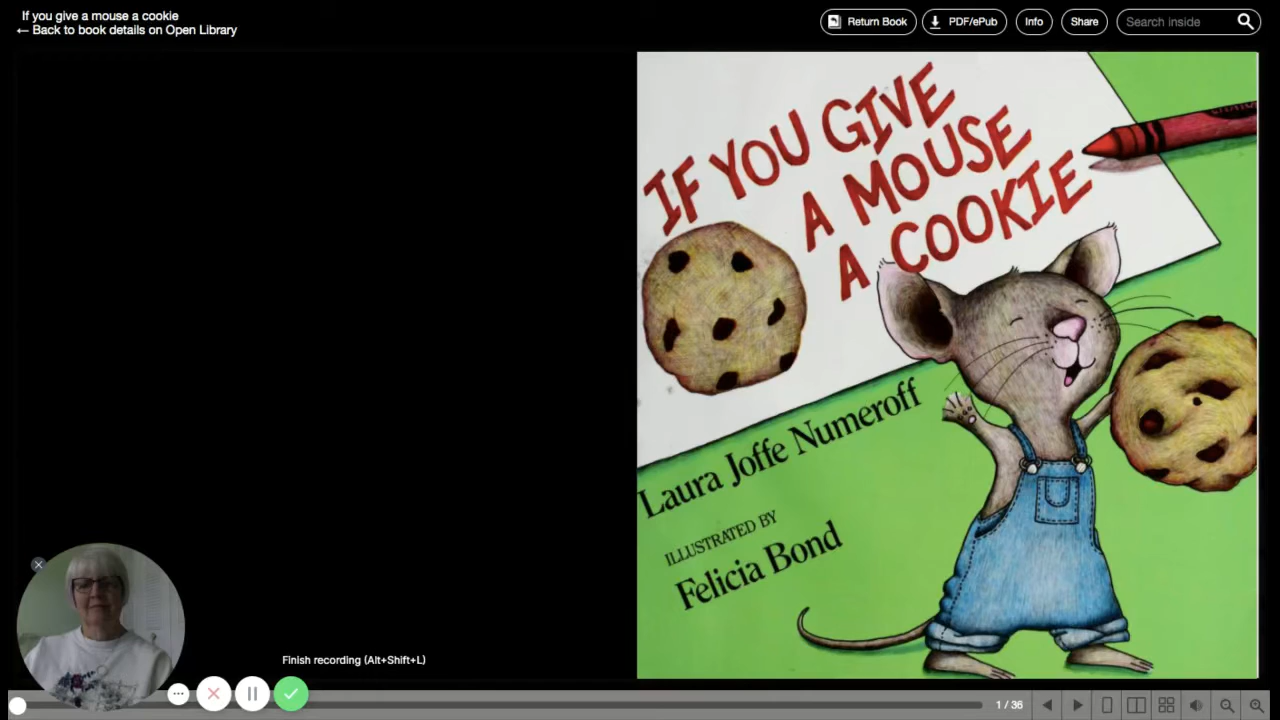 If you give a mouse a cookie
← Back to book details on Open Library
Return Book
PDF/ePub
Info
Share
Search inside
IF YOU GIVE
A MOUSE
A COOKIE
Laura Joffe Numeroff
ILLUSTRATED BY
Felicia Bond
Finish recording (Alt+Shift+L)
1 / 36